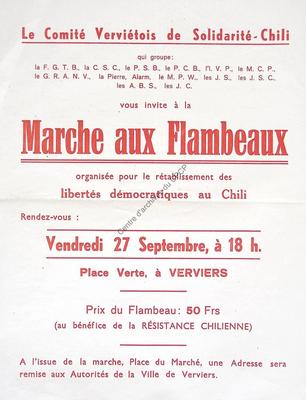 Le Comité Verviétois de Solidarité-Chili
qui groupe:
la F. G. T. B., la C. S. C., le P. S. B., le P. C. B., l'I. V. P., le M. C. P.,
le G. R. A. N. V., la Pierre, Alarm, le M. P. W., les J. S., les J. S. C.,
les A. B. S., les J. C.
vous invite à la
Marche aux Flambeaux
organisée pour le rétablissement des
libertés démocratiques au Chili
Rendez-vous :
Vendredi 27 Septembre, à 18 h.
Place Verte, à VERVIERS
Prix du Flambeau: 50 Frs
(au bénéfice de la RÉSISTANCE CHILIENNE)
A l'issue de la marche, Place du Marché, une Adresse sera
remise aux Autorités de la Ville de Verviers.
Centre d'archives du